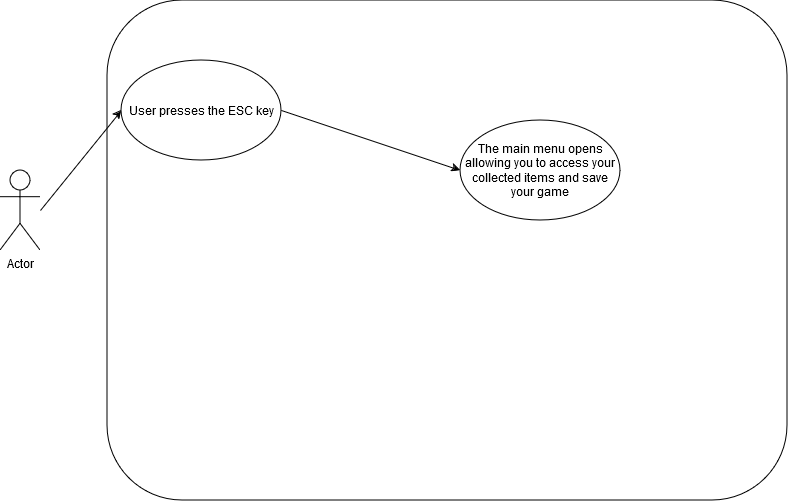 User presses the ESC key
The main menu opens
allowing you to access your
collected items and save
your game
Actor